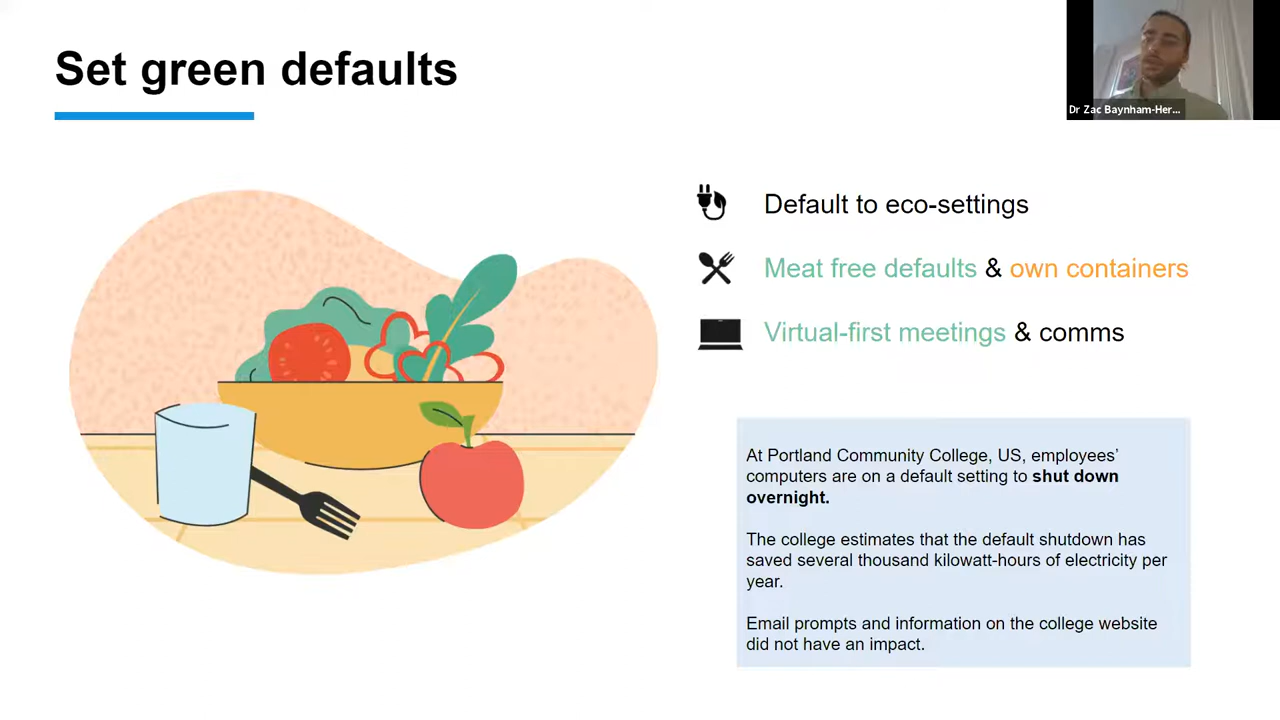 Set green defaults
Dr Zac Baynham-Her...
Default to eco-settings
Meat free defaults & own containers
Virtual-first meetings & comms
At Portland Community College, US, employees’
computers are on a default setting to shut down
overnight.
The college estimates that the default shutdown has
saved several thousand kilowatt-hours of electricity per
year.
Email prompts and information on the college website
did not have an impact.